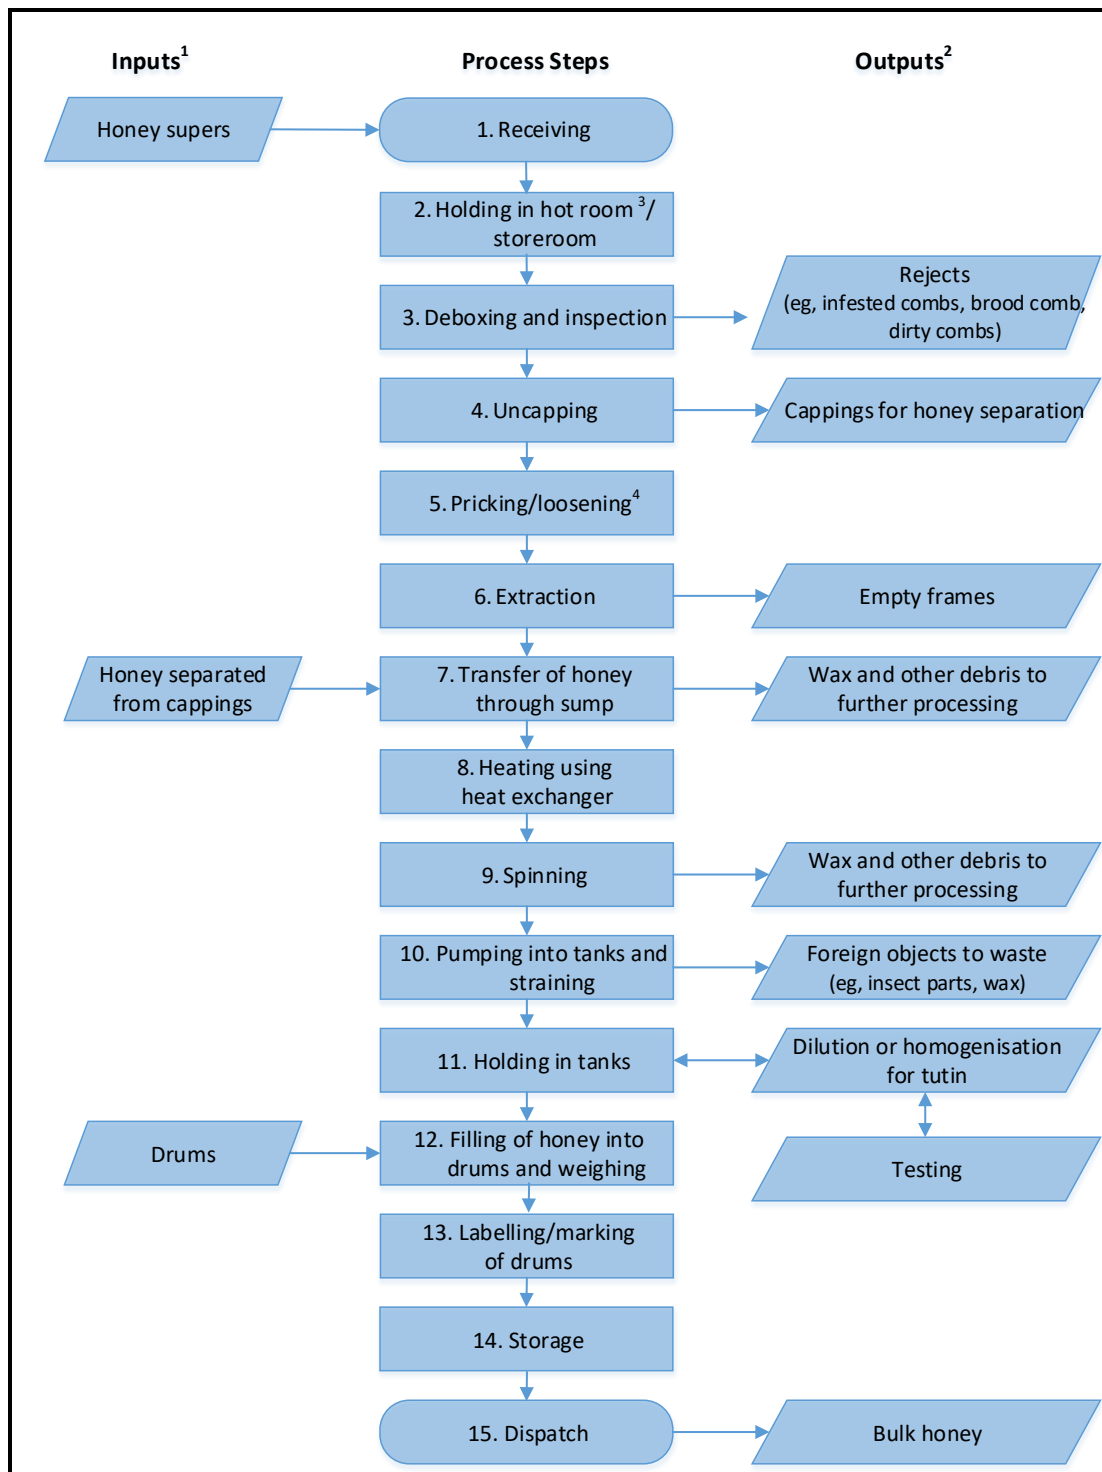 Inputs1
Process Steps
Outputs2
Honey supers
1. Receiving
2. Holding in hot room 3/
storeroom
3. Deboxing and inspection
Rejects
(eg, infested combs, brood comb,
dirty combs)
4. Uncapping
Cappings for honey separation
5. Pricking/loosening4
6. Extraction
Empty frames
Honey separated
from cappings
7. Transfer of honey
through sump
Wax and other debris to
further processing
8. Heating using
heat exchanger
9. Spinning
Wax and other debris to
further processing
10. Pumping into tanks and
straining
Foreign objects to waste
(eg, insect parts, wax)
11. Holding in tanks
Dilution or homogenisation
for tutin
Drums
12. Filling of honey into
drums and weighing
Testing
13. Labelling/marking
of drums
14. Storage
15. Dispatch
Bulk honey